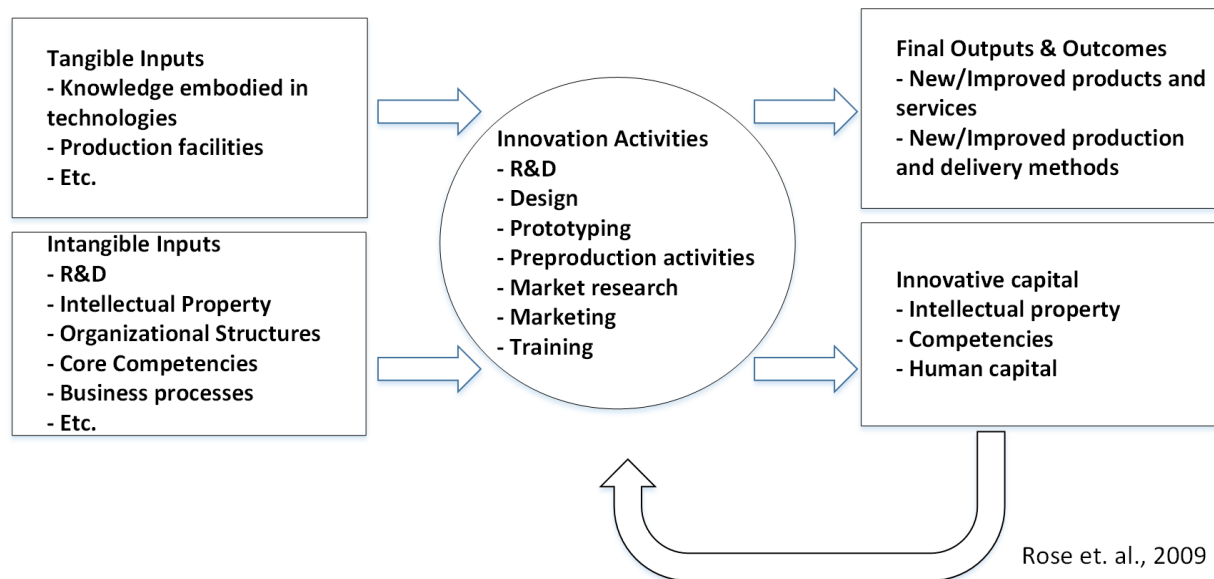 Tangible Inputs
- Knowledge embodied in
technologies
- Production facilities
- Etc.
Intangible Inputs
- R&D
- Intellectual Property
- Organizational Structures
- Core Competencies
- Business processes
- Etc.
Innovation Activities
- R&D
- Design
- Prototyping
- Preproduction activities
- Market research
- Marketing
- Training
Final Outputs & Outcomes
- New/Improved products and
services
- New/Improved production
and delivery methods
Innovative capital
- Intellectual property
- Competencies
- Human capital
Rose et. al., 2009